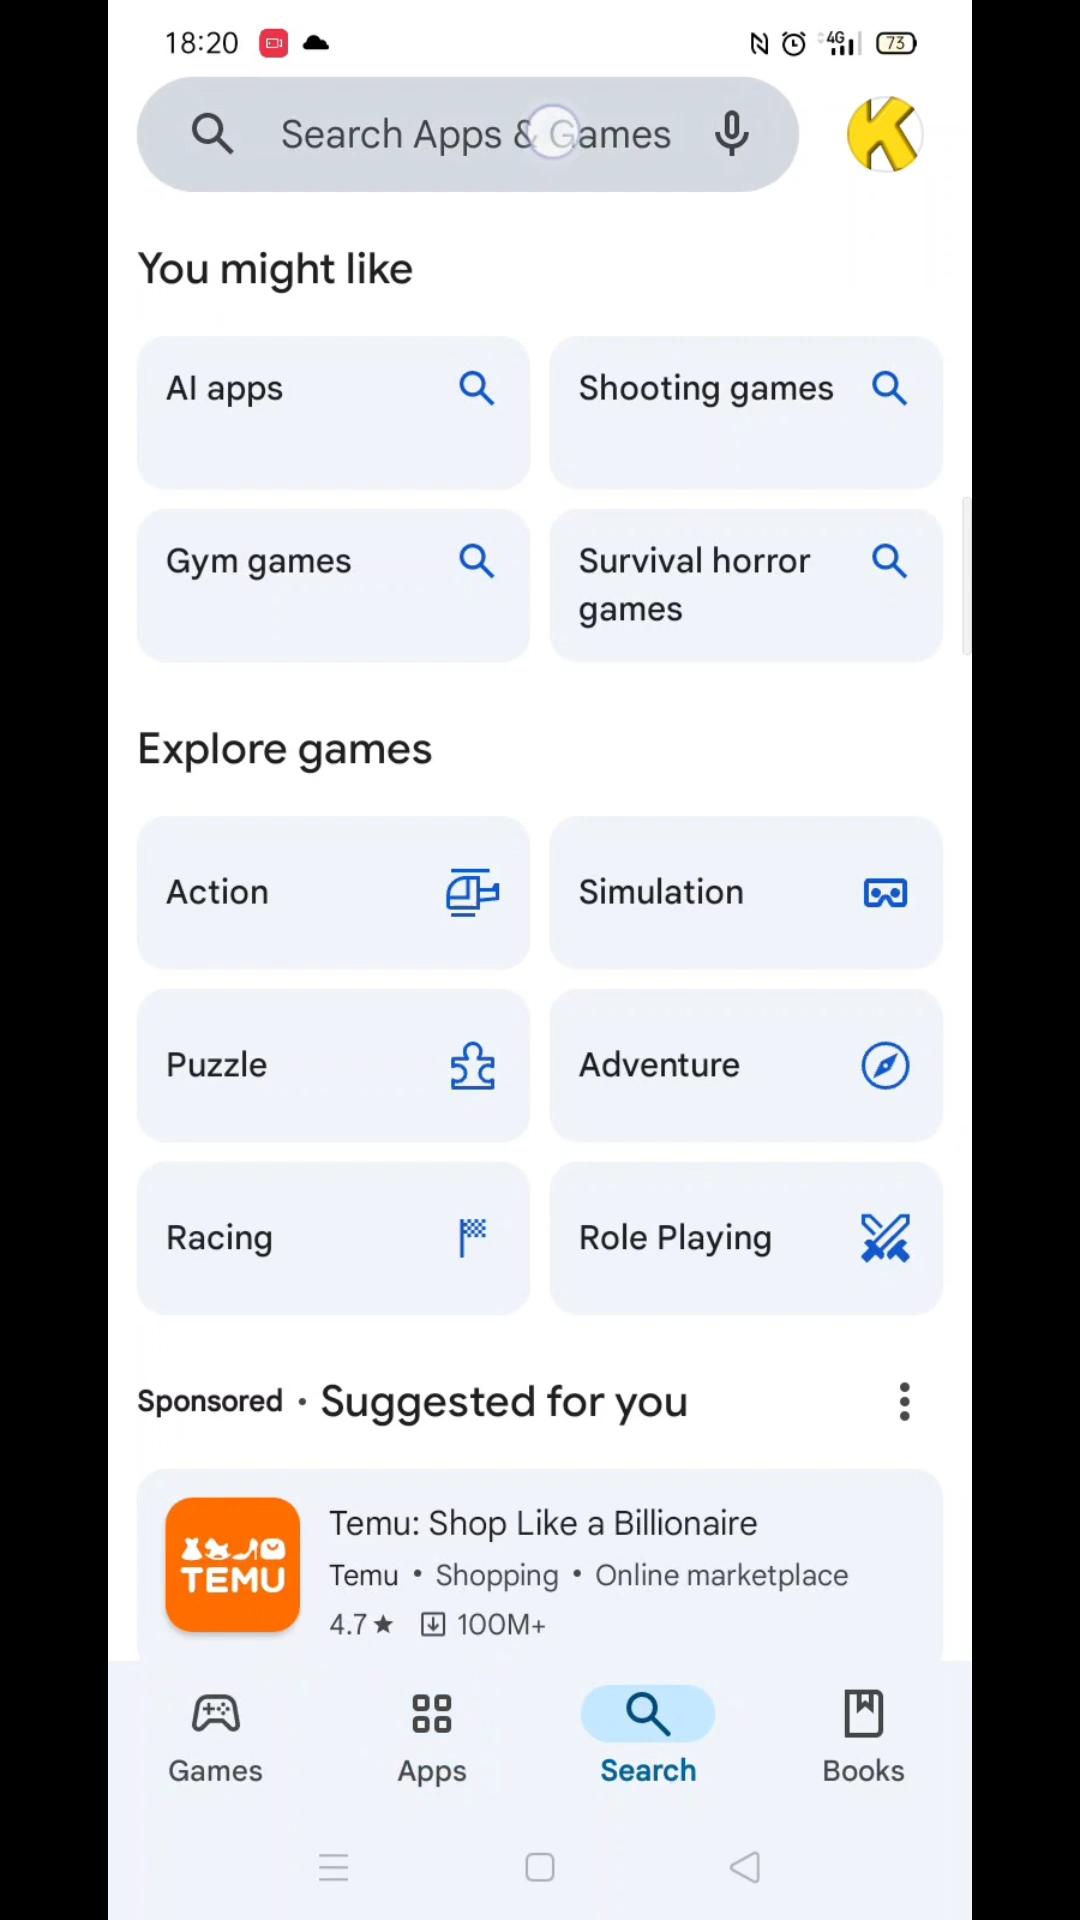 18:20 4G 73
Search Apps & Games
You might like
AI apps
Shooting games
Gym games
Survival horror
games
Explore games
Action
Simulation
Puzzle
Adventure
Racing
Role Playing
Sponsored • Suggested for you
TEMU
Temu: Shop Like a Billionaire
Temu • Shopping • Online marketplace
4.7★ 100M+
Games
Apps
Search
Books